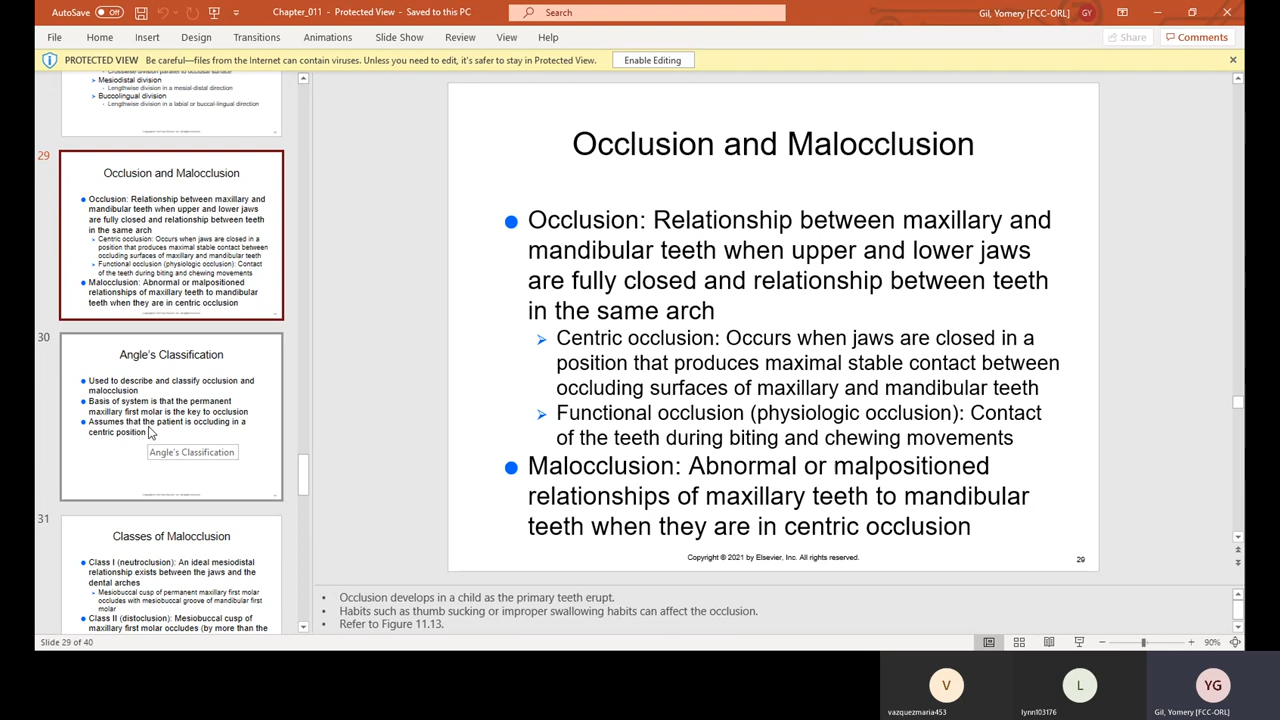 AutoSave Off
Chapter_011 - Protected View - Saved to this PC
Search
Gil, Yomery [FCC-ORL] GY
File Home Insert Design Transitions Animations Slide Show Review View Help
Share Comments
PROTECTED VIEW Be careful—files from the Internet can contain viruses. Unless you need to edit, it's safer to stay in Protected View. Enable Editing
Mesiodistal division
Lengthwise division in a mesial-distal direction
Buccolingual division
Lengthwise division in a labial or buccal-lingual direction
29
Occlusion and Malocclusion
Occlusion: Relationship between maxillary and
mandibular teeth when upper and lower jaws
are fully closed and relationship between teeth
in the same arch
Centric occlusion: Occurs when jaws are closed in a
position that produces maximal stable contact between
occluding surfaces of maxillary and mandibular teeth
Functional occlusion (physiologic occlusion): Contact
of the teeth during biting and chewing movements
Malocclusion: Abnormal or malpositioned
relationships of maxillary teeth to mandibular
teeth when they are in centric occlusion
30
Angle's Classification
Used to describe and classify occlusion and
malocclusion
Basis of system is that the permanent
maxillary first molar is the key to occlusion
Assumes that the patient is occluding in a
centric position
Angle's Classification
31
Classes of Malocclusion
Class I (neutroclusion): An ideal mesiodistal
relationship exists between the jaws and the
dental arches
Mesiobuccal cusp of permanent maxillary first molar
occludes with mesiobuccal groove of mandibular first
molar
Class II (distoclusion): Mesiobuccal cusp of
maxillary first molar occludes (by more than the
Occlusion and Malocclusion
Occlusion: Relationship between maxillary and
mandibular teeth when upper and lower jaws
are fully closed and relationship between teeth
in the same arch
Centric occlusion: Occurs when jaws are closed in a
position that produces maximal stable contact between
occluding surfaces of maxillary and mandibular teeth
Functional occlusion (physiologic occlusion): Contact
of the teeth during biting and chewing movements
Malocclusion: Abnormal or malpositioned
relationships of maxillary teeth to mandibular
teeth when they are in centric occlusion
Copyright © 2021 by Elsevier, Inc. All rights reserved.
29
Occlusion develops in a child as the primary teeth erupt.
Habits such as thumb sucking or improper swallowing habits can affect the occlusion.
Refer to Figure 11.13.
Slide 29 of 40
90%
V
vazquezmaria453
L
lynn103176
YG
Gil, Yomery [FCC-ORL]